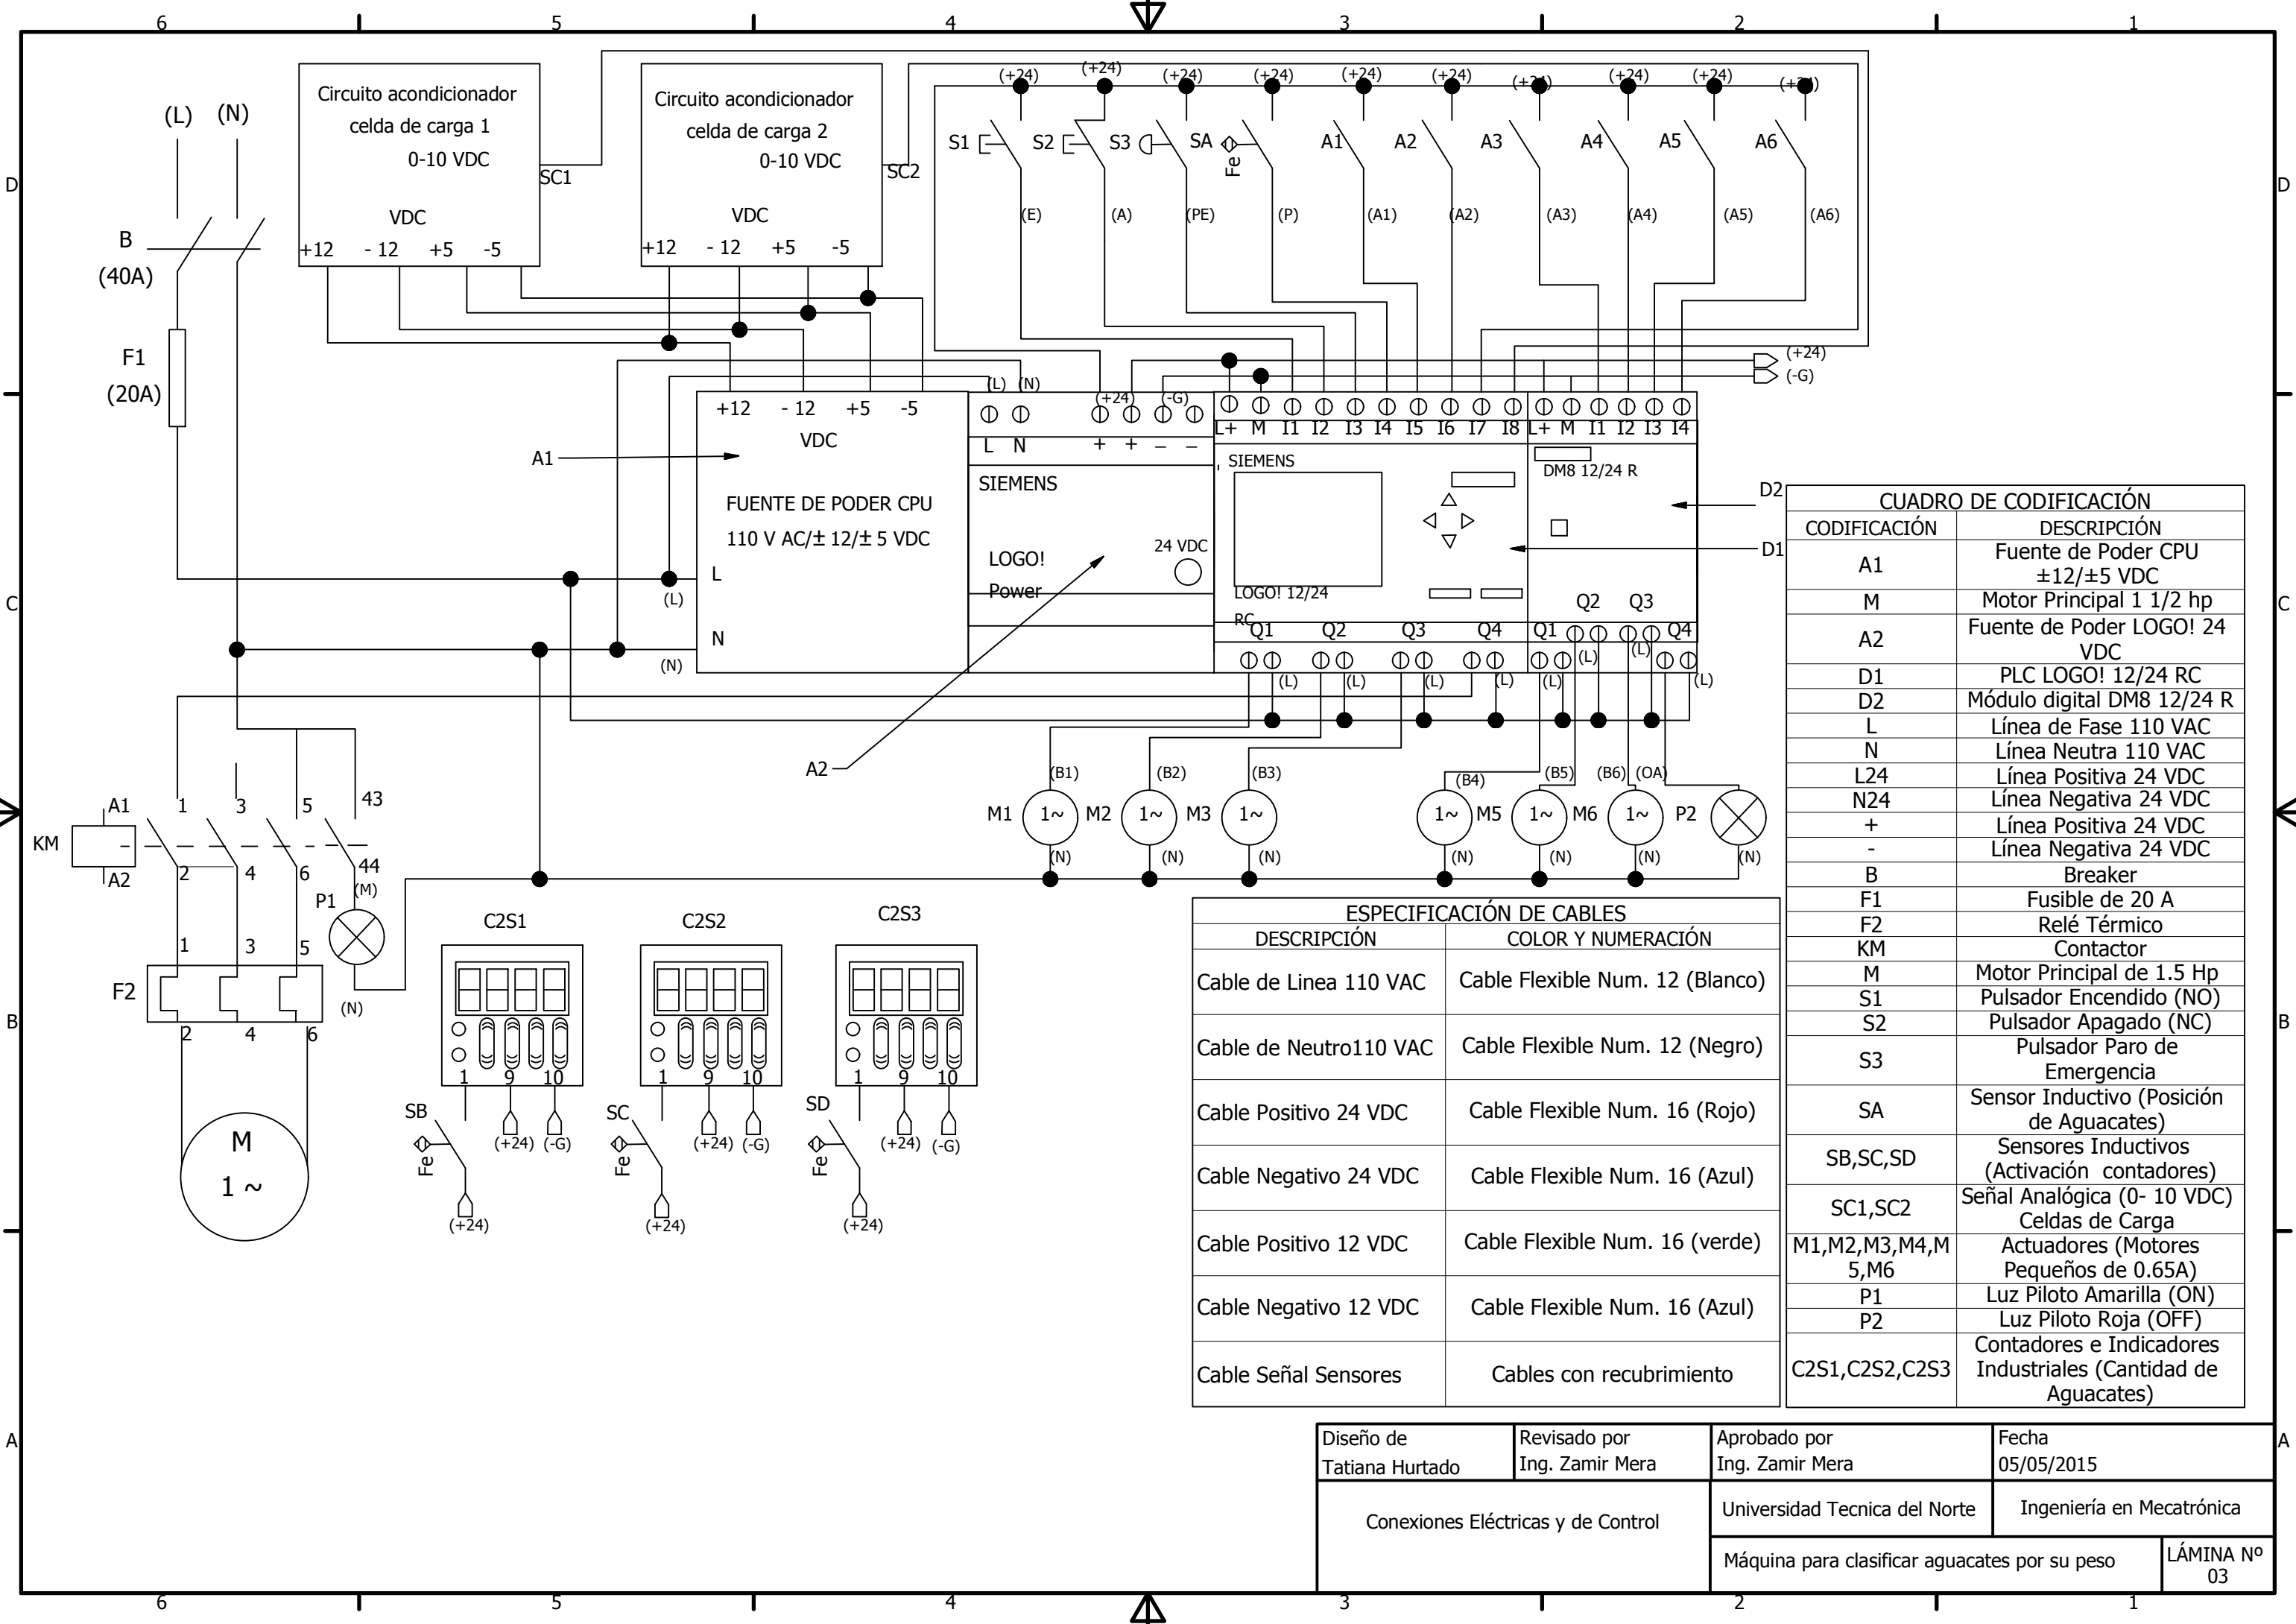 6 5 4 3 2 1
D
D
C
C
B
B
A
A
(L) (N)
B
(40A)
F1
(20A)
Circuito acondicionador
celda de carga 1
0-10 VDC
SC1
VDC
+12 - 12 +5 -5
Circuito acondicionador
celda de carga 2
0-10 VDC
SC2
VDC
+12 - 12 +5 -5
(+24) (+24) (+24) (+24) (+24) (+24) (+24) (+24) (+24) (+24)
S1 S2 S3 SA A1 A2 A3 A4 A5 A6
Fe
(E) (A) (PE) (P) (A1) (A2) (A3) (A4) (A5) (A6)
(+24)
(-G)
(L) (N) (+24) (-G)
+12 - 12 +5 -5
VDC
A1
FUENTE DE PODER CPU
110 V AC/± 12/± 5 VDC
L
(L)
N
(N)
L N + + − −
SIEMENS
LOGO!
Power
24 VDC
A2
L+ M I1 I2 I3 I4 I5 I6 I7 I8 L+ M I1 I2 I3 I4
SIEMENS
LOGO! 12/24
RC
DM8 12/24 R
D2
D1
Q2 Q3
Q1 Q2 Q3 Q4 Q1 Q4
(L) (L) (L) (L) (L) (L) (L) (L)
(B1) (B2) (B3) (B4) (B5) (B6) (OA)
M1 1~ M2 1~ M3 1~ 1~ M5 1~ M6 1~ P2
(N) (N) (N) (N) (N) (N) (N)
KM
A1
A2
1 3 5 43
2 4 6 44
(M)
P1
(N)
F2
1 3 5
2 4 6
M
1 ~
C2S1
1 9 10
SB
Fe
(+24) (-G)
(+24)
C2S2
1 9 10
SC
Fe
(+24) (-G)
(+24)
C2S3
1 9 10
SD
Fe
(+24) (-G)
(+24)
ESPECIFICACIÓN DE CABLES
DESCRIPCIÓN COLOR Y NUMERACIÓN
Cable de Linea 110 VAC Cable Flexible Num. 12 (Blanco)
Cable de Neutro110 VAC Cable Flexible Num. 12 (Negro)
Cable Positivo 24 VDC Cable Flexible Num. 16 (Rojo)
Cable Negativo 24 VDC Cable Flexible Num. 16 (Azul)
Cable Positivo 12 VDC Cable Flexible Num. 16 (verde)
Cable Negativo 12 VDC Cable Flexible Num. 16 (Azul)
Cable Señal Sensores Cables con recubrimiento
CUADRO DE CODIFICACIÓN
CODIFICACIÓN DESCRIPCIÓN
A1 Fuente de Poder CPU
±12/±5 VDC
M Motor Principal 1 1/2 hp
A2 Fuente de Poder LOGO! 24
VDC
D1 PLC LOGO! 12/24 RC
D2 Módulo digital DM8 12/24 R
L Línea de Fase 110 VAC
N Línea Neutra 110 VAC
L24 Línea Positiva 24 VDC
N24 Línea Negativa 24 VDC
+ Línea Positiva 24 VDC
- Línea Negativa 24 VDC
B Breaker
F1 Fusible de 20 A
F2 Relé Térmico
KM Contactor
M Motor Principal de 1.5 Hp
S1 Pulsador Encendido (NO)
S2 Pulsador Apagado (NC)
S3 Pulsador Paro de
Emergencia
SA Sensor Inductivo (Posición
de Aguacates)
SB,SC,SD Sensores Inductivos
(Activación contadores)
SC1,SC2 Señal Analógica (0- 10 VDC)
Celdas de Carga
M1,M2,M3,M4,M Actuadores (Motores
5,M6 Pequeños de 0.65A)
P1 Luz Piloto Amarilla (ON)
P2 Luz Piloto Roja (OFF)
C2S1,C2S2,C2S3 Contadores e Indicadores
Industriales (Cantidad de
Aguacates)
Diseño de
Tatiana Hurtado
Revisado por
Ing. Zamir Mera
Aprobado por
Ing. Zamir Mera
Fecha
05/05/2015
Conexiones Eléctricas y de Control
Universidad Tecnica del Norte
Ingeniería en Mecatrónica
Máquina para clasificar aguacates por su peso
LÁMINA Nº
03
6 5 4 3 2 1